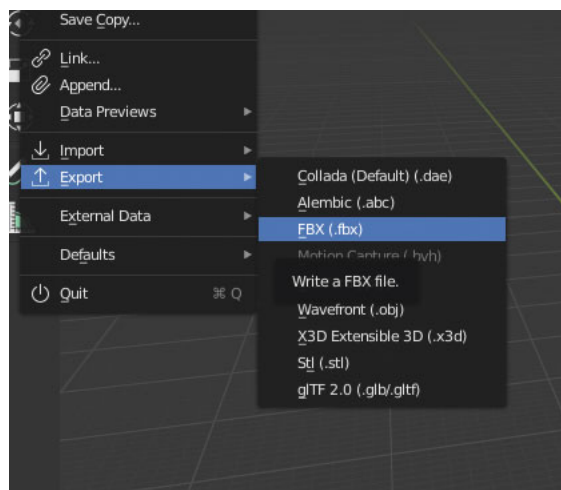 Save Copy...
Link...
Append...
Data Previews
Import
Export
External Data
Defaults
Quit ⌘ Q
Collada (Default) (.dae)
Alembic (.abc)
FBX (.fbx)
Motion Capture (.bvh)
Write a FBX file.
Wavefront (.obj)
X3D Extensible 3D (.x3d)
Stl (.stl)
glTF 2.0 (.glb/.gltf)